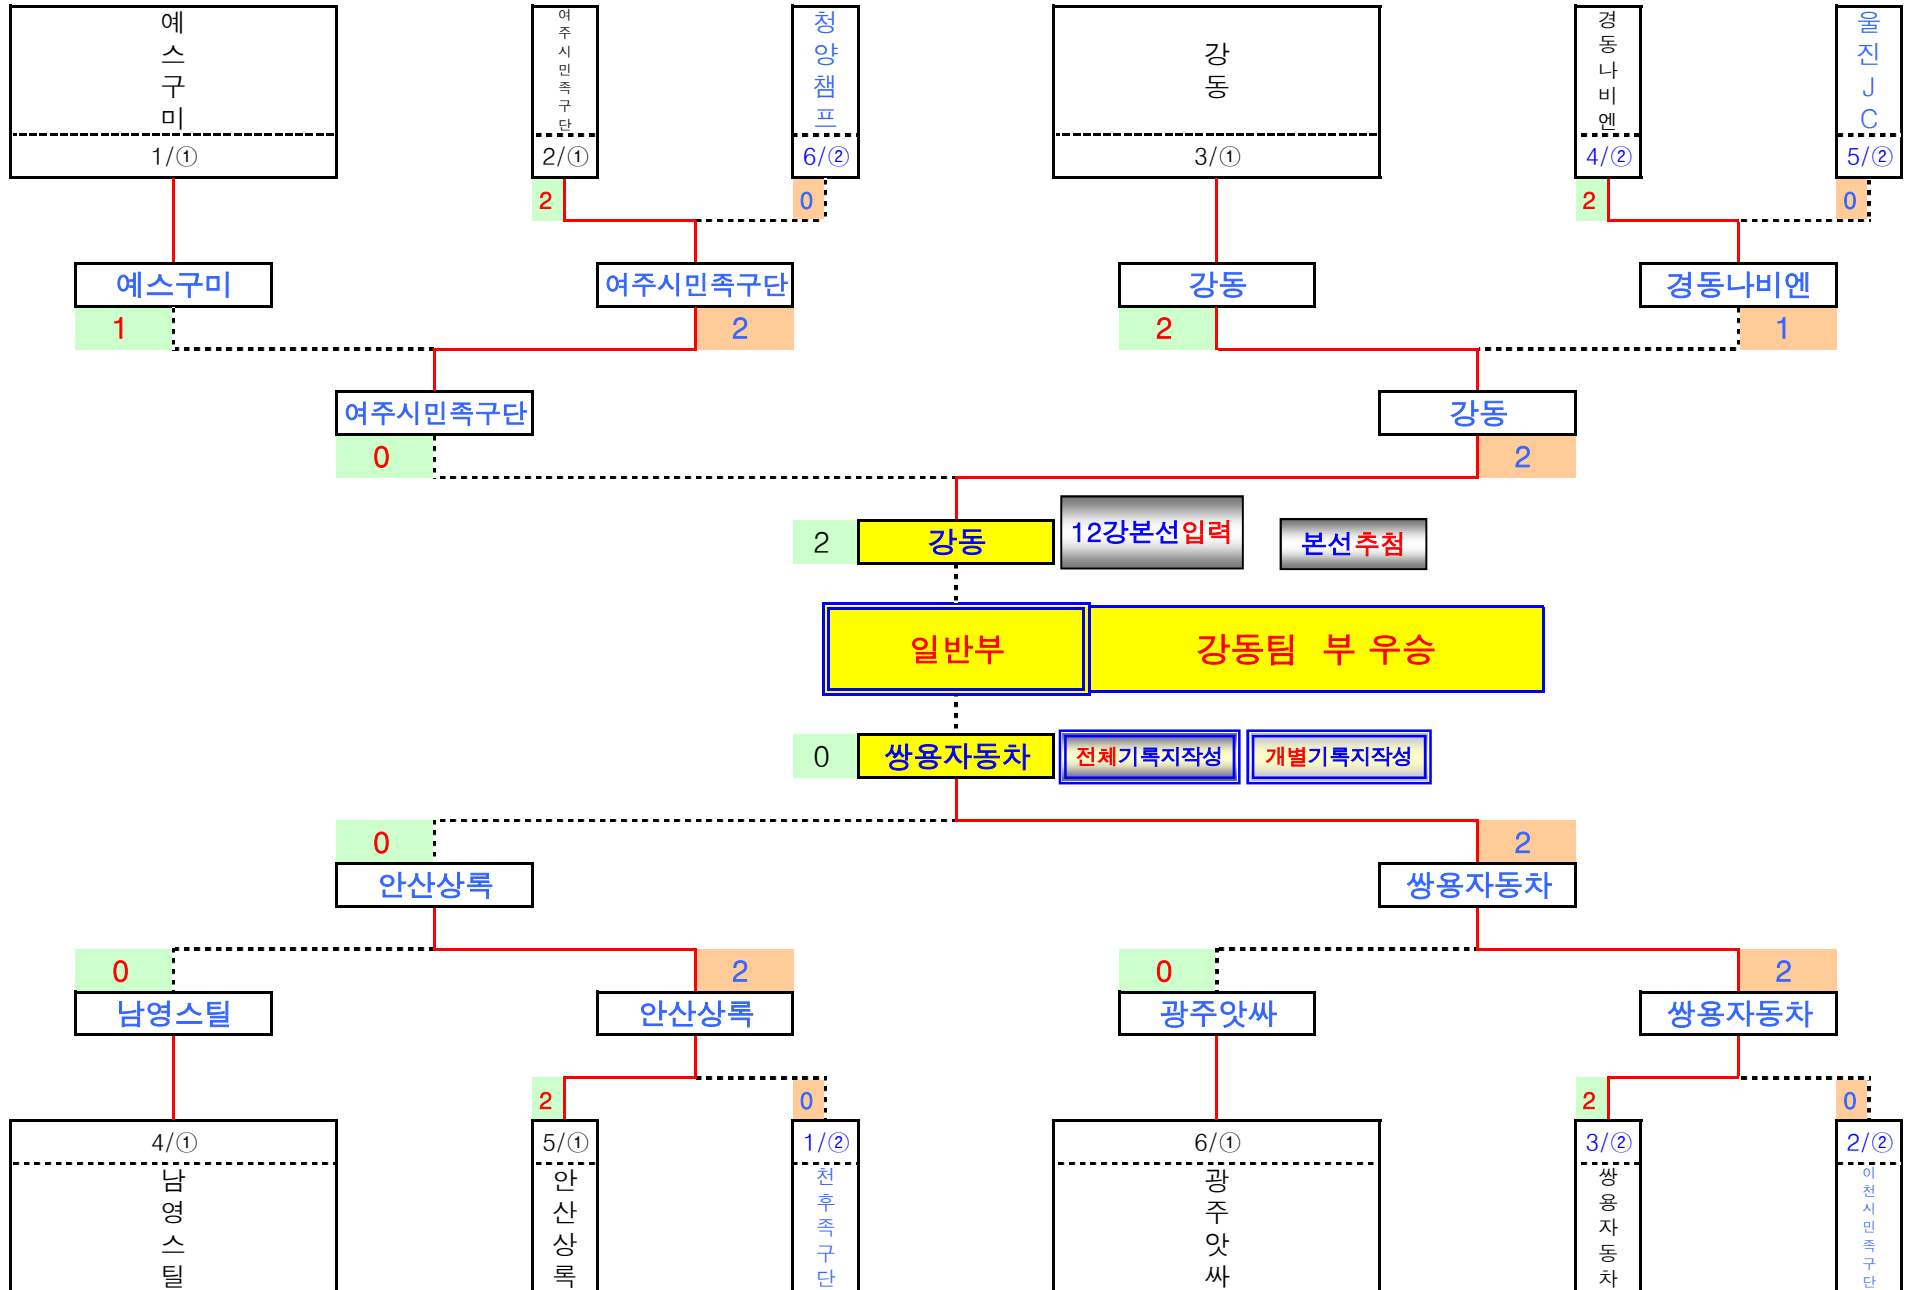 예스구미
여주시민족구단
청양챔프
강동
경동나비엔
울진JC
1/①
2/①
6/②
3/①
4/②
5/②
2
0
2
0
예스구미
여주시민족구단
강동
경동나비엔
1
2
2
1
여주시민족구단
강동
0
2
2
강동
12강본선입력
본선추첨
일반부
강동팀 부 우승
0
쌍용자동차
전체기록지작성
개별기록지작성
0
2
안산상록
쌍용자동차
0
2
0
2
남영스틸
안산상록
광주앗싸
쌍용자동차
2
0
2
0
4/①
5/①
1/②
6/①
3/②
2/②
남영스틸
안산상록
천후족구단
광주앗싸
쌍용자동차
이천시민족구단